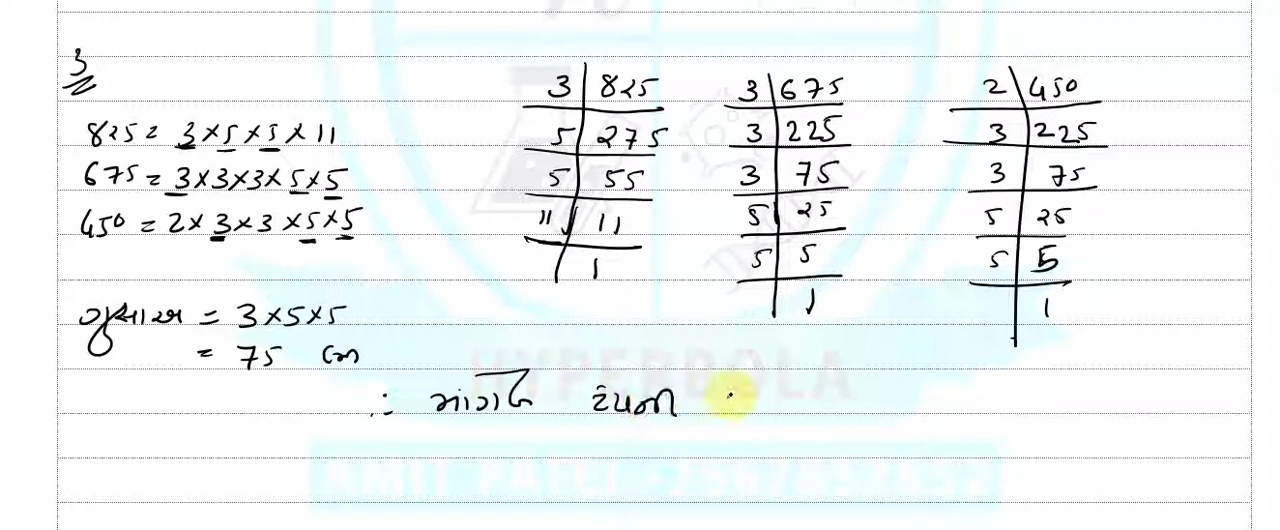 3
825 = 3×5×5×11
675 = 3×3×3×5×5
450 = 2×3×3×5×5
ગુસાઅ = 3×5×5
= 75 cm
3 | 825
5 | 275
5 | 55
11 | 11
| 1
3 | 675
3 | 225
3 | 75
5 | 25
5 | 5
| 1
2 | 450
3 | 225
3 | 75
5 | 25
5 | 5
| 1
∴
HYPERBOLA